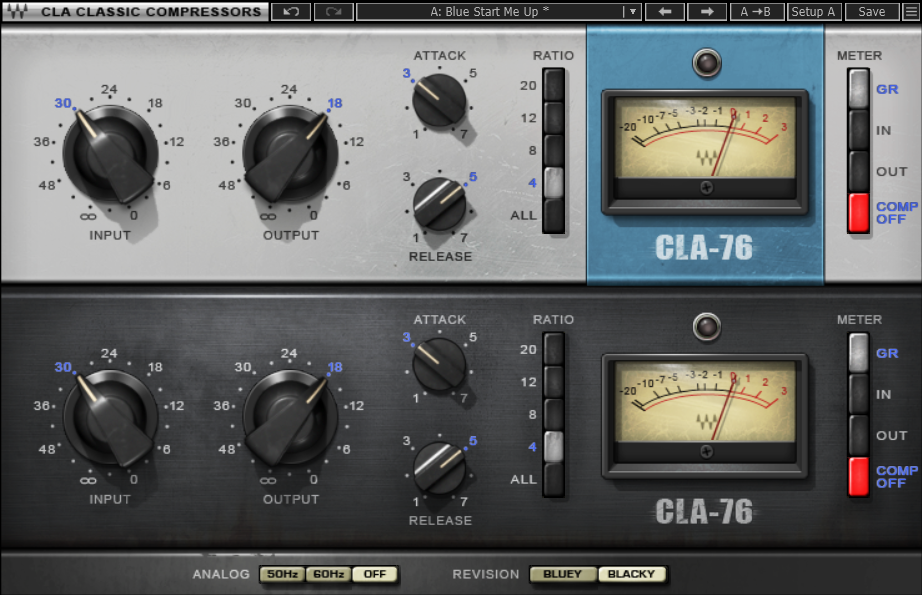 CLA CLASSIC COMPRESSORS
A: Blue Start Me Up *
A→B
Setup A
Save
ATTACK RATIO METER
24
30 18
36 12
48 6
∞ 0
INPUT
24
30 18
36 12
48 6
∞ 0
OUTPUT
3 5
1 7
3 5
1 7
RELEASE
20
12
8
4
ALL
-20 -10 -7 -5 -3 -2 -1 0 1 2 3
CLA-76
GR
IN
OUT
COMP
OFF
ATTACK RATIO METER
24
30 18
36 12
48 6
∞ 0
INPUT
24
30 18
36 12
48 6
∞ 0
OUTPUT
3 5
1 7
3 5
1 7
RELEASE
20
12
8
4
ALL
-20 -10 -7 -5 -3 -2 -1 0 1 2 3
CLA-76
GR
IN
OUT
COMP
OFF
ANALOG 50Hz 60Hz OFF REVISION BLUEY BLACKY